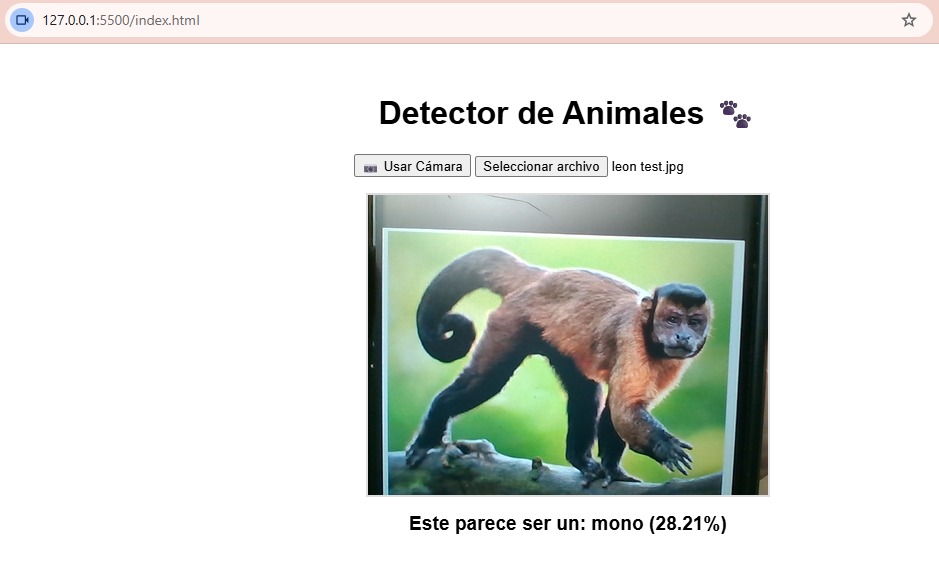 127.0.0.1:5500/index.html
Detector de Animales
Usar Cámara Seleccionar archivo leon test.jpg
Este parece ser un: mono (28.21%)